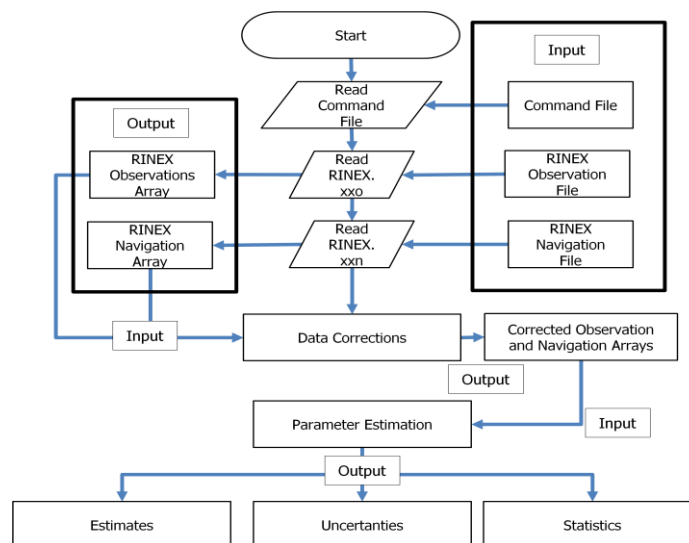 Start
Input
Read
Command
File
Command File
Output
RINEX
Observations
Array
Read
RINEX.
xxo
RINEX
Observation
File
RINEX
Navigation
Array
Read
RINEX.
xxn
RINEX
Navigation
File
Input
Data Corrections
Corrected Observation
and Navigation Arrays
Output
Parameter Estimation
Input
Output
Estimates
Uncertanties
Statistics